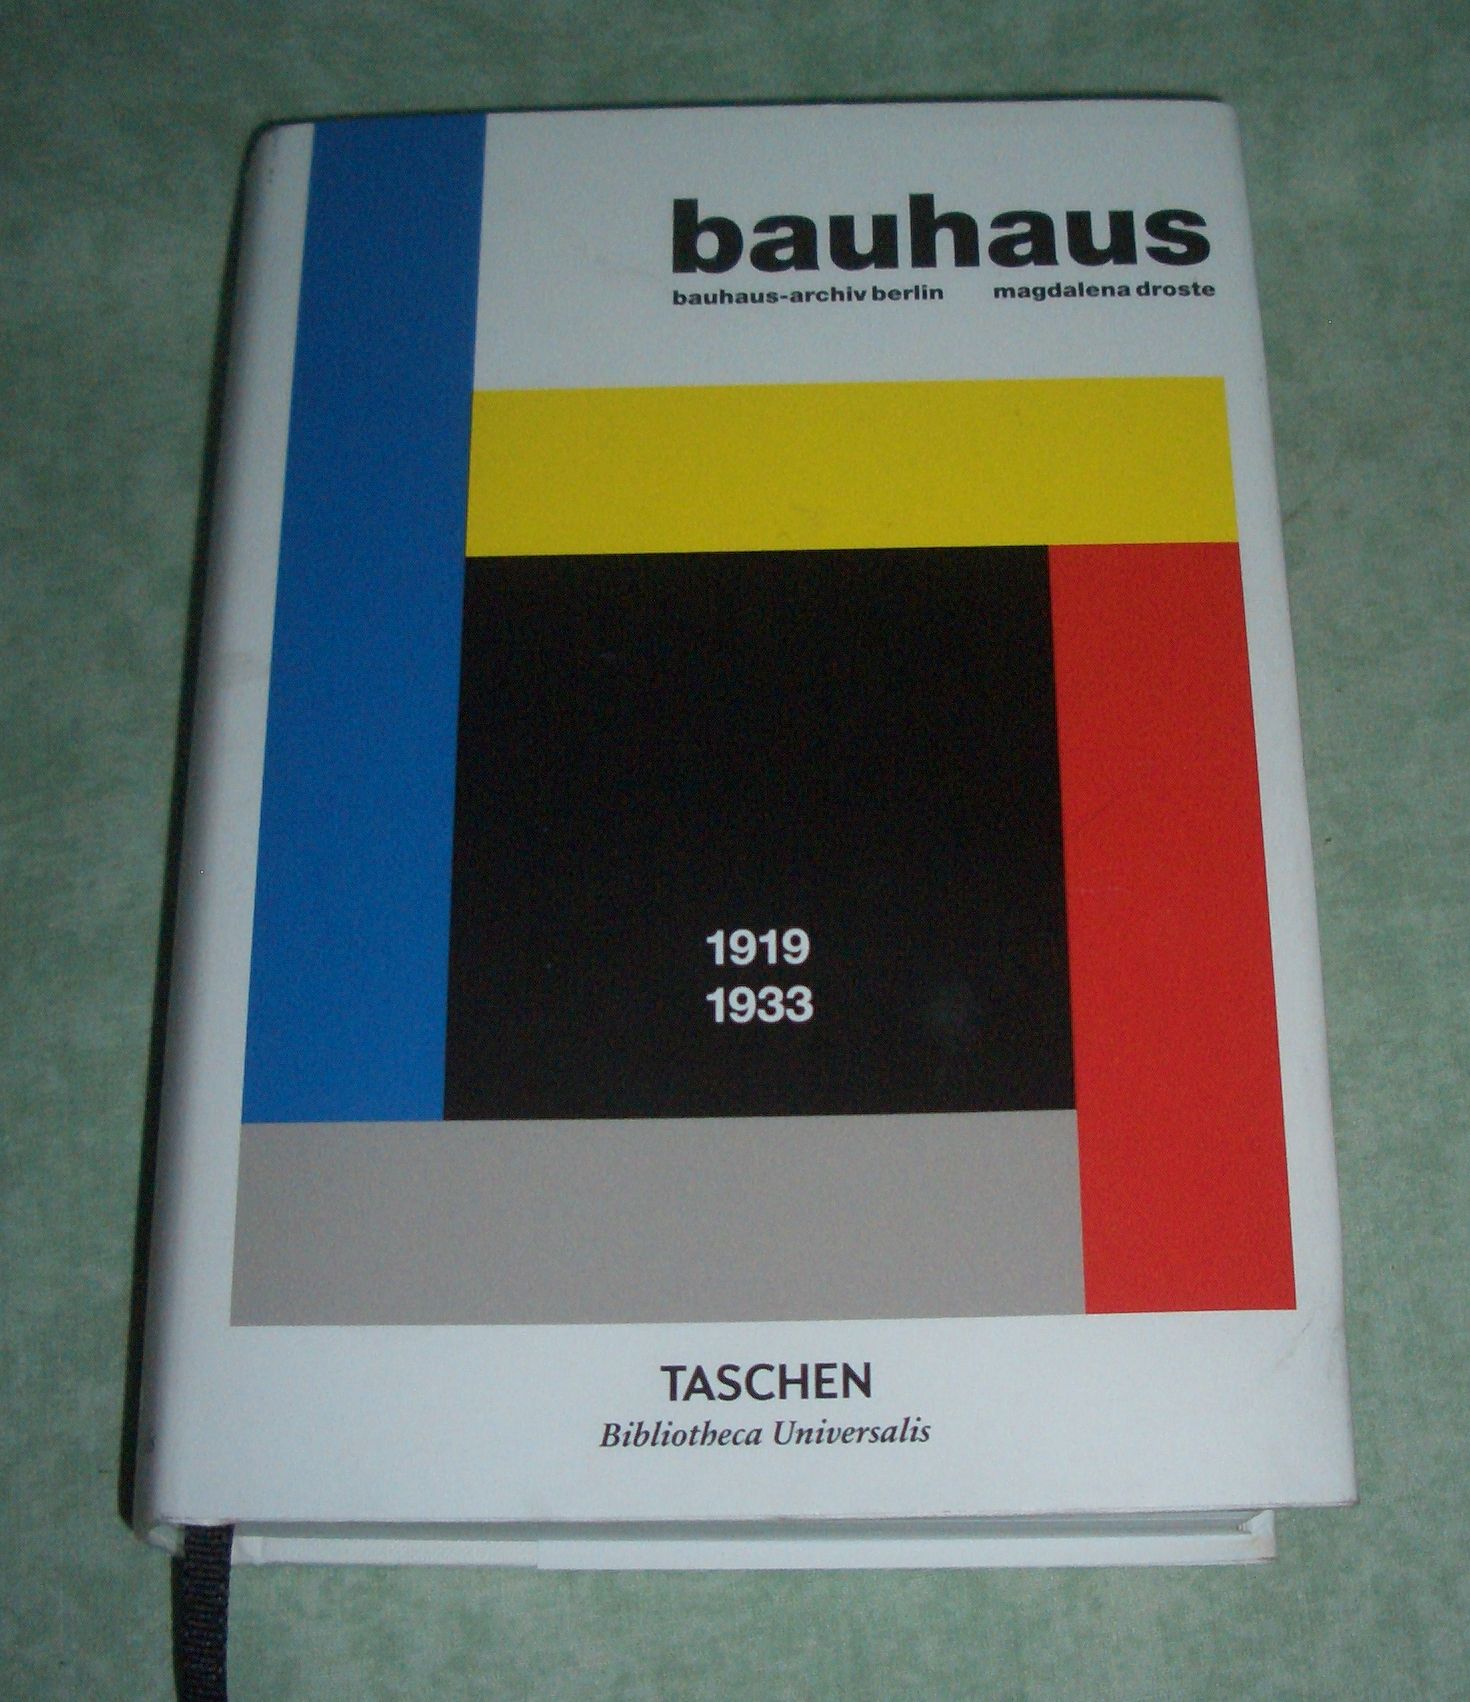 bauhaus
bauhaus-archiv berlin magdalena droste
1919
1933
TASCHEN
Bibliotheca Universalis